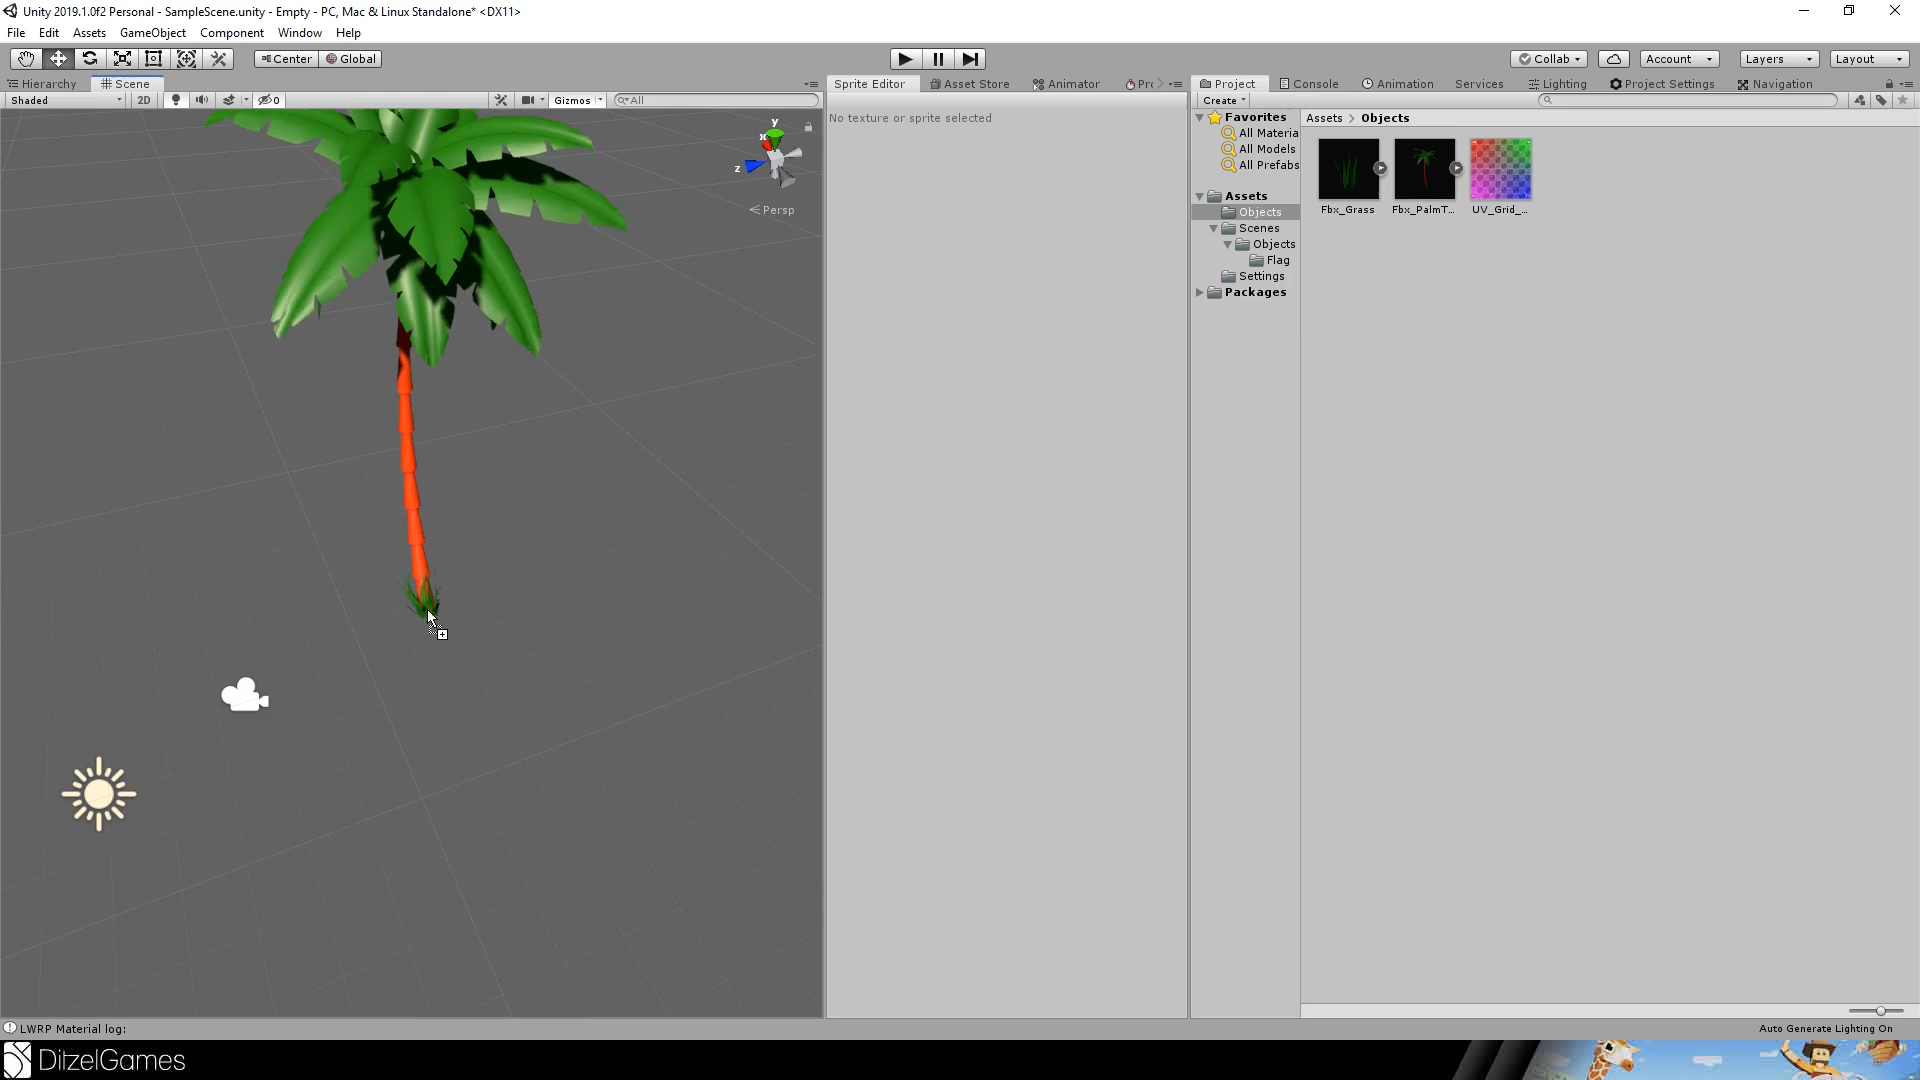 Unity 2019.1.0f2 Personal - SampleScene.unity - Empty - PC, Mac & Linux Standalone* <DX11>
File Edit Assets GameObject Component Window Help
Center Global Collab Account Layers Layout
Hierarchy Scene Sprite Editor Asset Store Animator Pro Project Console Animation Services Lighting Project Settings Navigation
Shaded 2D 0 Gizmos All Create
No texture or sprite selected
Favorites
All Materia
All Models
All Prefabs
Assets
Objects
Scenes
Objects
Flag
Settings
Packages
Assets > Objects
Fbx_Grass Fbx_PalmT... UV_Grid_...
y
x
z
Persp
LWRP Material log:
Auto Generate Lighting On
DitzelGames